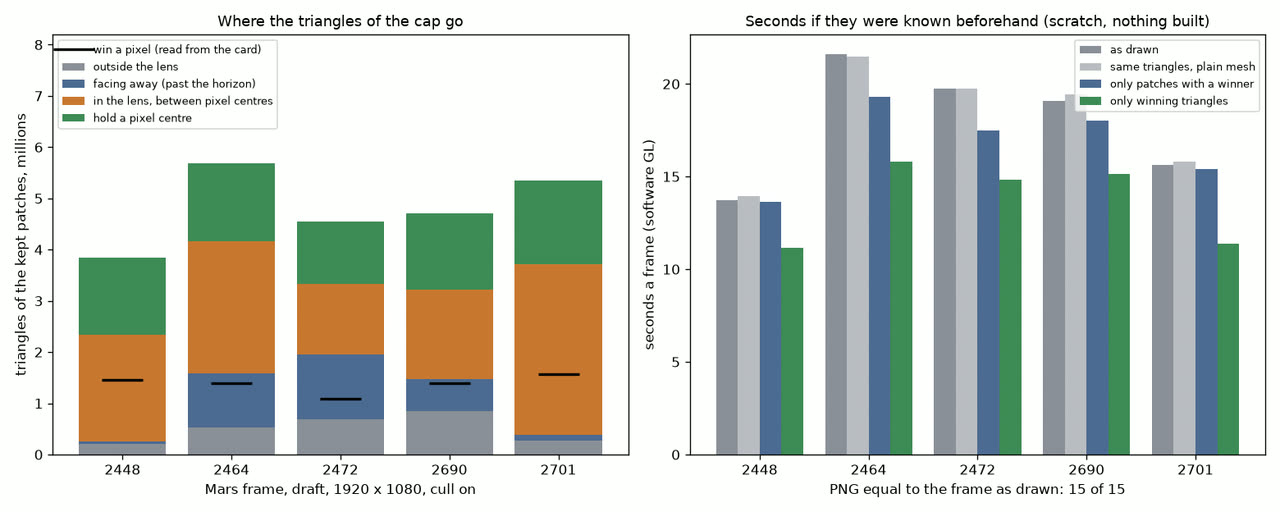 Where the triangles of the cap go
triangles of the kept patches, millions
8
7
6
5
4
3
2
1
0
win a pixel (read from the card)
outside the lens
facing away (past the horizon)
in the lens, between pixel centres
hold a pixel centre
2448 2464 2472 2690 2701
Mars frame, draft, 1920 x 1080, cull on
Seconds if they were known beforehand (scratch, nothing built)
seconds a frame (software GL)
20
15
10
5
0
as drawn
same triangles, plain mesh
only patches with a winner
only winning triangles
2448 2464 2472 2690 2701
PNG equal to the frame as drawn: 15 of 15